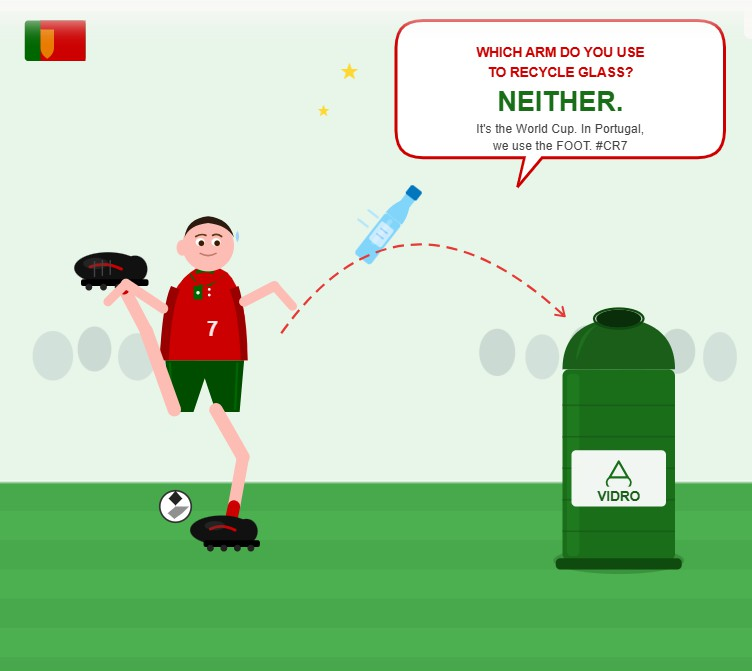 WHICH ARM DO YOU USE
TO RECYCLE GLASS?
NEITHER.
It's the World Cup. In Portugal,
we use the FOOT. #CR7
7
VIDRO